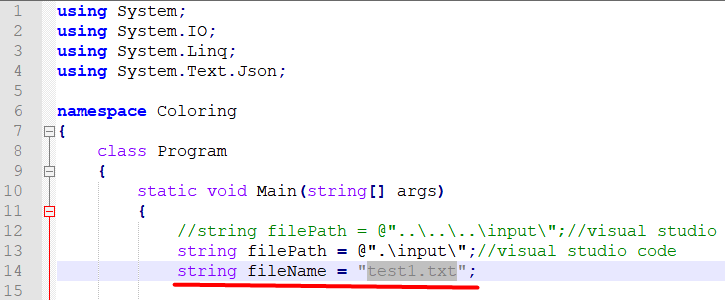 1 using System;
2 using System.IO;
3 using System.Linq;
4 using System.Text.Json;
5
6 namespace Coloring
7 {
8 class Program
9 {
10 static void Main(string[] args)
11 {
12 //string filePath = @"..\..\..\input\";//visual studio
13 string filePath = @".\input\";//visual studio code
14 string fileName = "test1.txt";
15